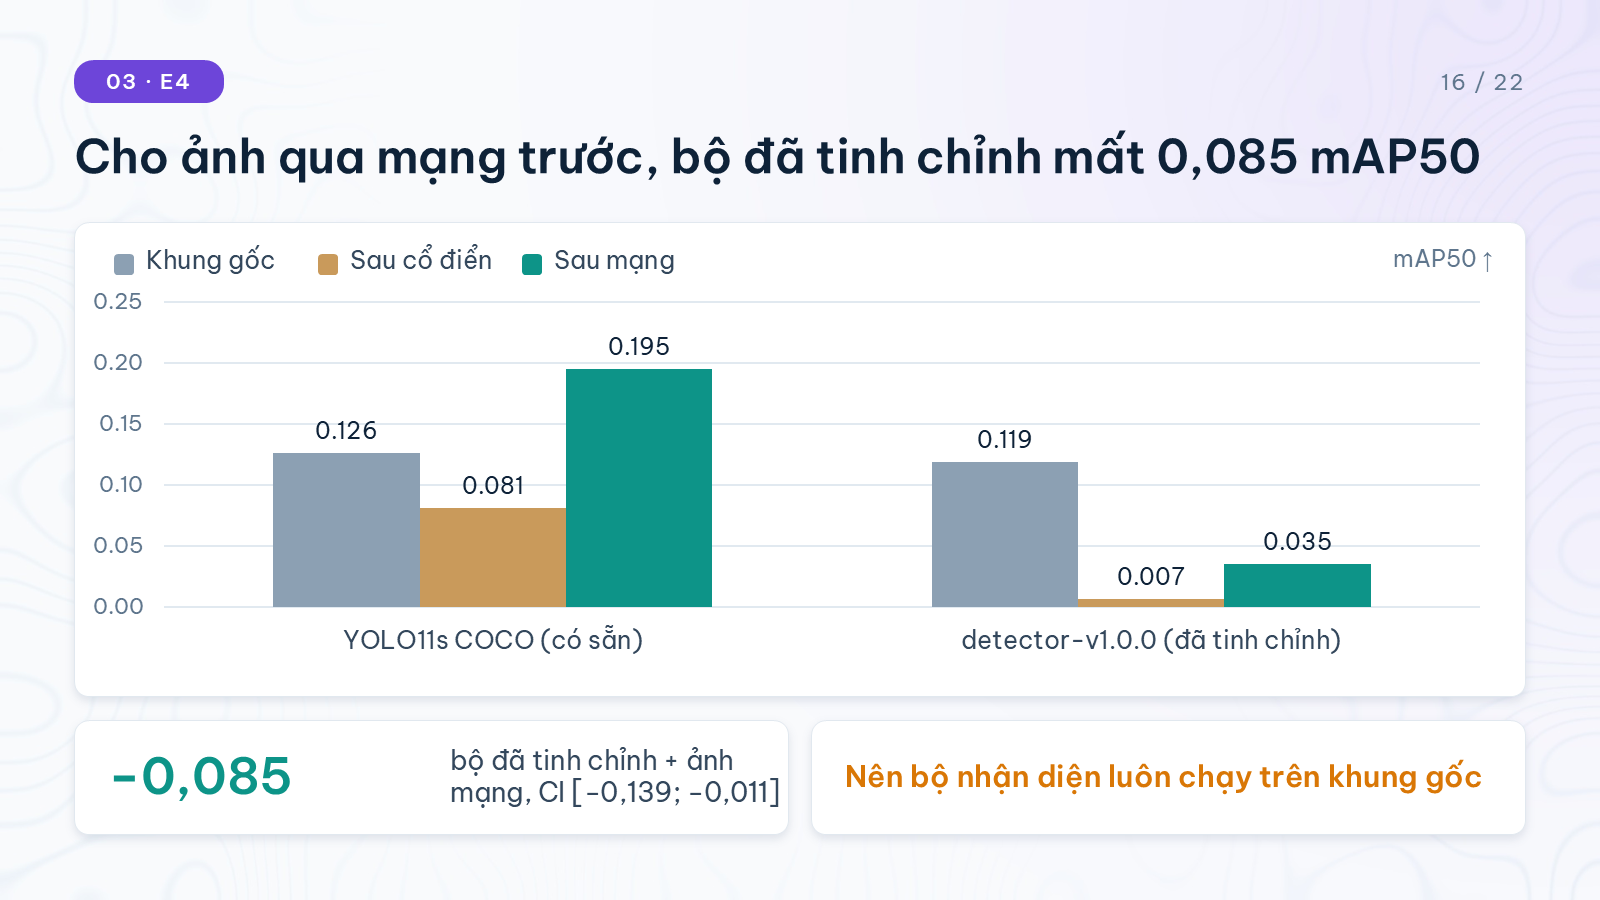 03 · E4
16 / 22
Cho ảnh qua mạng trước, bộ đã tinh chỉnh mất 0,085 mAP50
Khung gốc
Sau cổ điển
Sau mạng
mAP50 ↑
0.25
0.20
0.15
0.10
0.05
0.00
0.126
0.081
0.195
0.119
0.007
0.035
YOLO11s COCO (có sẵn)
detector-v1.0.0 (đã tinh chỉnh)
−0,085
bộ đã tinh chỉnh + ảnh
mạng, CI [−0,139; −0,011]
Nên bộ nhận diện luôn chạy trên khung gốc